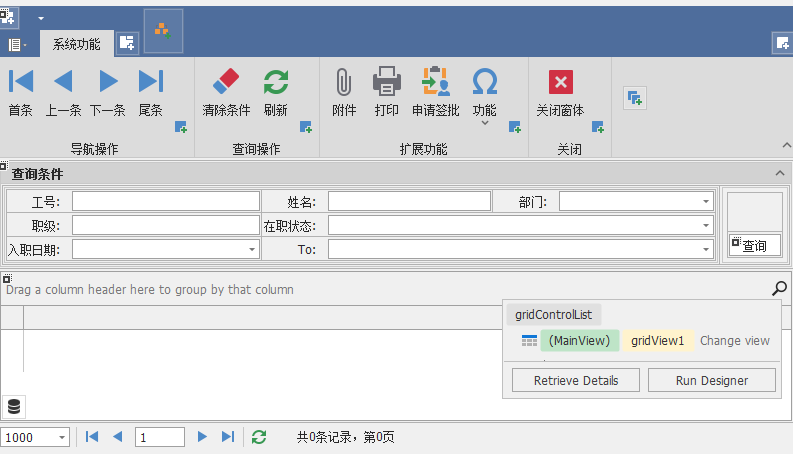 系统功能
首条 上一条 下一条 尾条 清除条件 刷新 附件 打印 申请签批 功能 关闭窗体
导航操作 查询操作 扩展功能 关闭
查询条件
工号: 姓名: 部门:
职级: 在职状态:
入职日期: To: 查询
Drag a column header here to group by that column
gridControlList
(MainView) gridView1 Change view
Retrieve Details Run Designer
1000 1 共0条记录，第0页